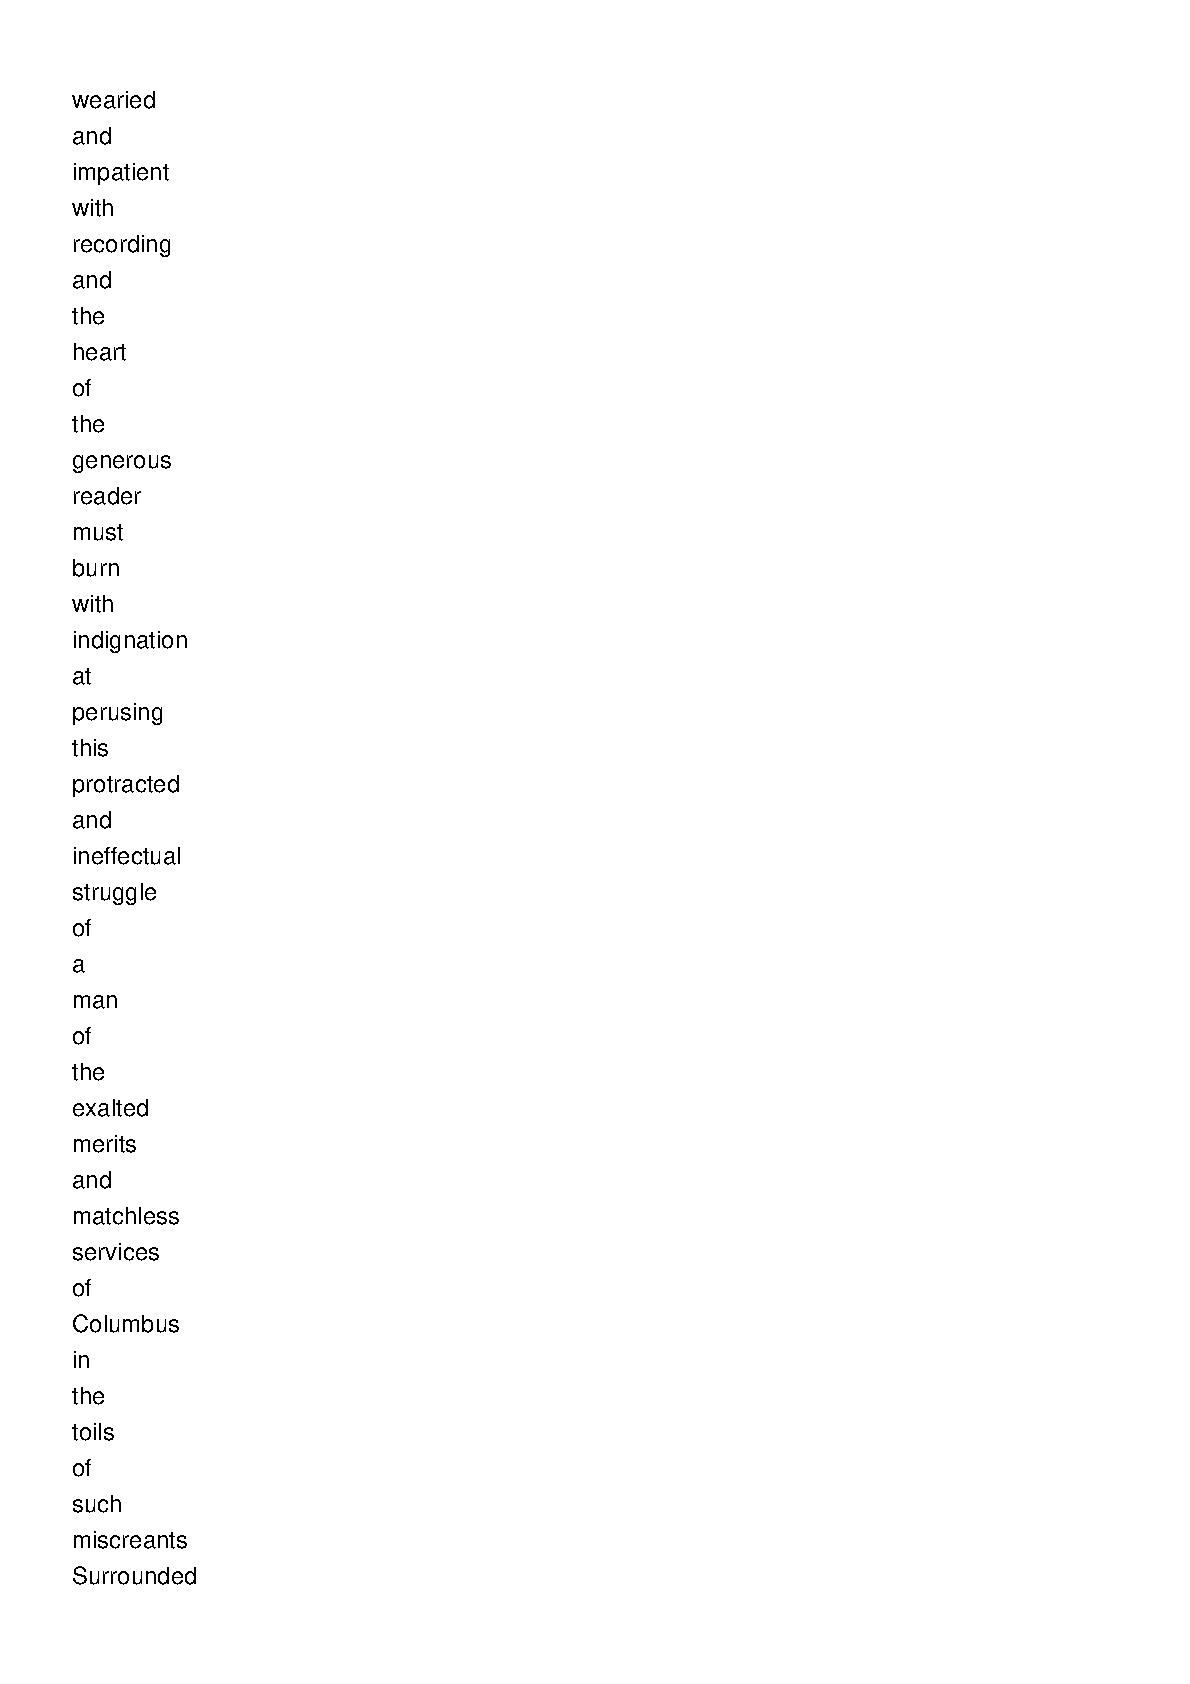 wearied
and
impatient
with
recording
and
the
heart
of
the
generous
reader
must
burn
with
indignation
at
perusing
this
protracted
and
ineffectual
struggle
of
a
man
of
the
exalted
merits
and
matchless
services
of
Columbus
in
the
toils
of
such
miscreants
Surrounded